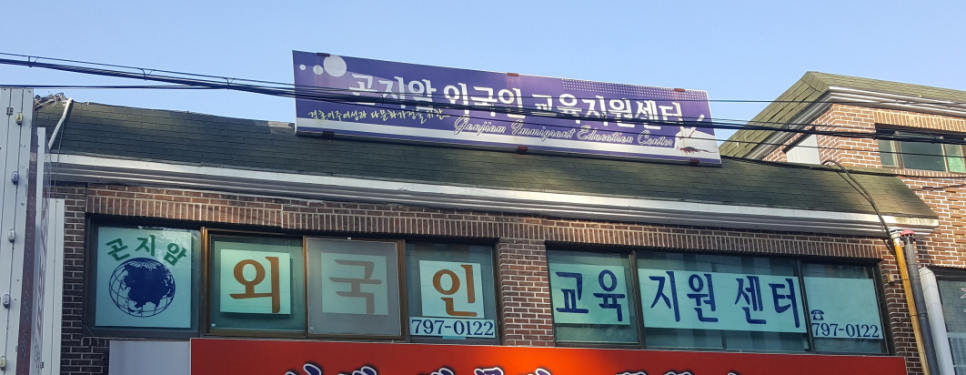 곤지암 외국인 교육지원센터
Gonjiam Immigrant Education Center
곤지암
외국인
797-0122
교육지원센터
☎797-0122